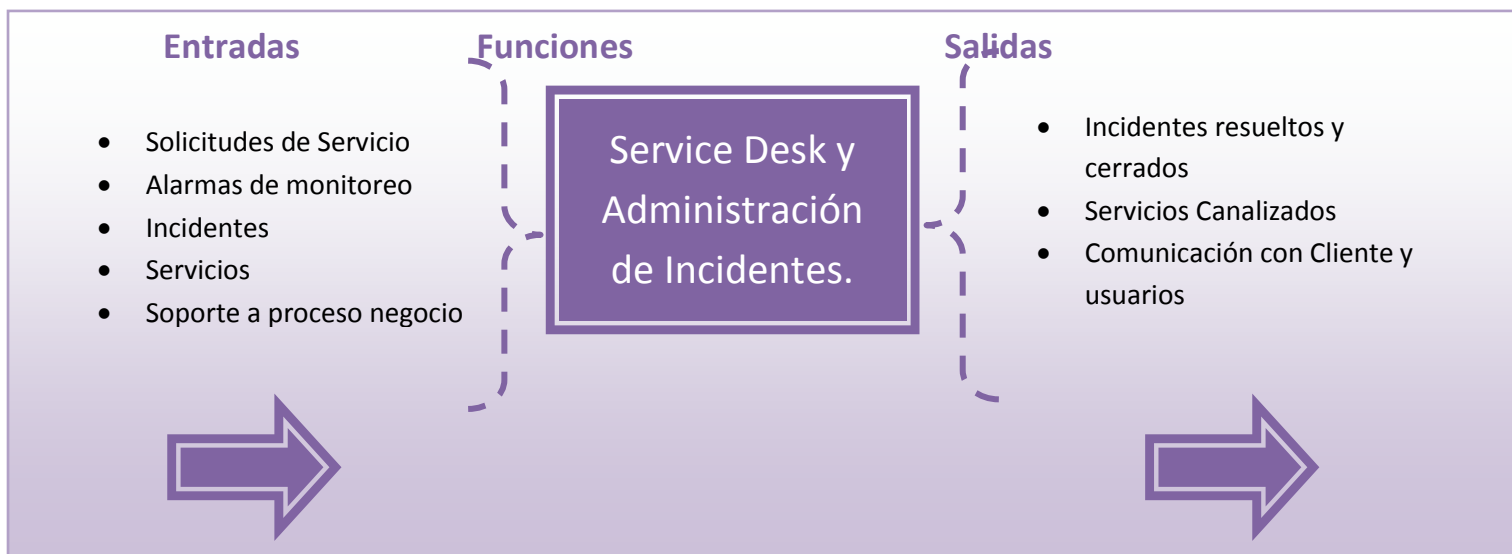 Entradas
Funciones
Salidas
• Solicitudes de Servicio
• Alarmas de monitoreo
• Incidentes
• Servicios
• Soporte a proceso negocio
Service Desk y
Administración
de Incidentes.
• Incidentes resueltos y
cerrados
• Servicios Canalizados
• Comunicación con Cliente y
usuarios